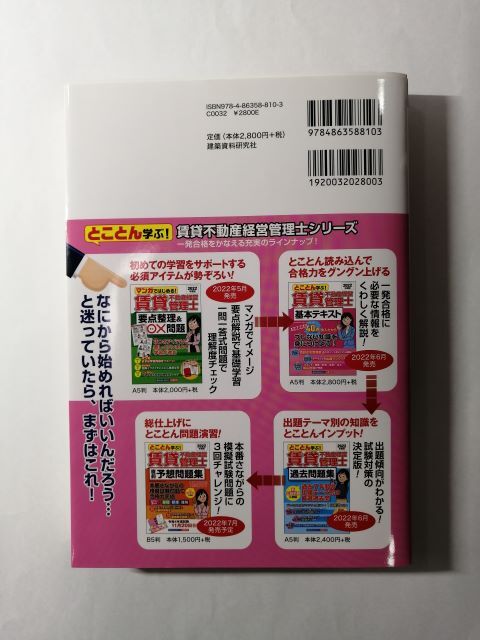 ISBN978-4-86358-810-3
C0032 ¥2800E
定価（本体2,800円+税）
建築資料研究社
9784863588103
1920032028003
とことん学ぶ！賃貸不動産経営管理士シリーズ
一発合格をかなえる充実のラインナップ！
なにから始めればいいんだろう…
と迷っていたら、まずはこれ！
初めての学習をサポートする
必須アイテムが勢ぞろい！
2022年5月
発売
マンガではじめる！
賃貸不動産経営管理士
要点整理&
○×問題
マンガでイメージ
要点解説で基礎学習
一問一答式問題で
理解度チェック
A5判 本体2,000円+税
とことん読み込んで
合格力をグングン上げる
とことん学ぶ！
賃貸不動産経営管理士
基本テキスト
一発合格に
必要な情報を
くわしく解説！
2022年6月
発売
A5判 本体2,800円+税
出題テーマ別の知識を
とことんインプット！
とことん学ぶ！
賃貸不動産経営管理士
過去問題集
出題傾向がわかる！
試験対策の
決定版！
2022年6月
発売
A5判 本体2,400円+税
総仕上げに
とことん問題演習！
とことん学ぶ！
賃貸不動産経営管理士
直前予想問題集
本番さながらの
模擬試験問題に
3回チャレンジ！
2022年7月
発売予定
B5判 本体1,500円+税